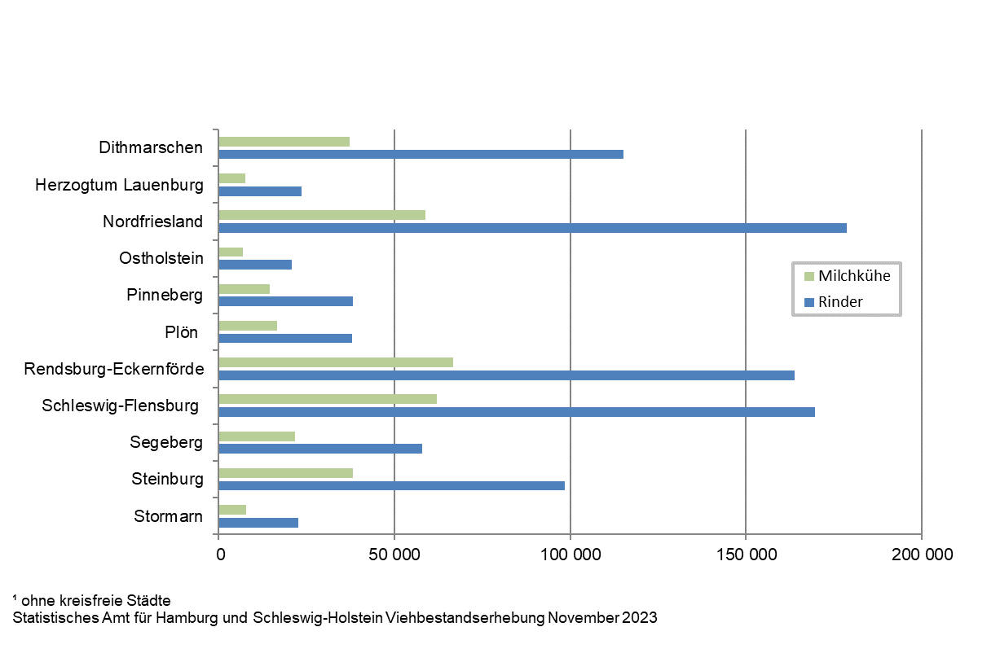 Dithmarschen
Herzogtum Lauenburg
Nordfriesland
Ostholstein
Pinneberg
Plön
Rendsburg-Eckernförde
Schleswig-Flensburg
Segeberg
Steinburg
Stormarn
Milchkühe
Rinder
0 50 000 100 000 150 000 200 000
¹ ohne kreisfreie Städte
Statistisches Amt für Hamburg und Schleswig-Holstein Viehbestandserhebung November 2023